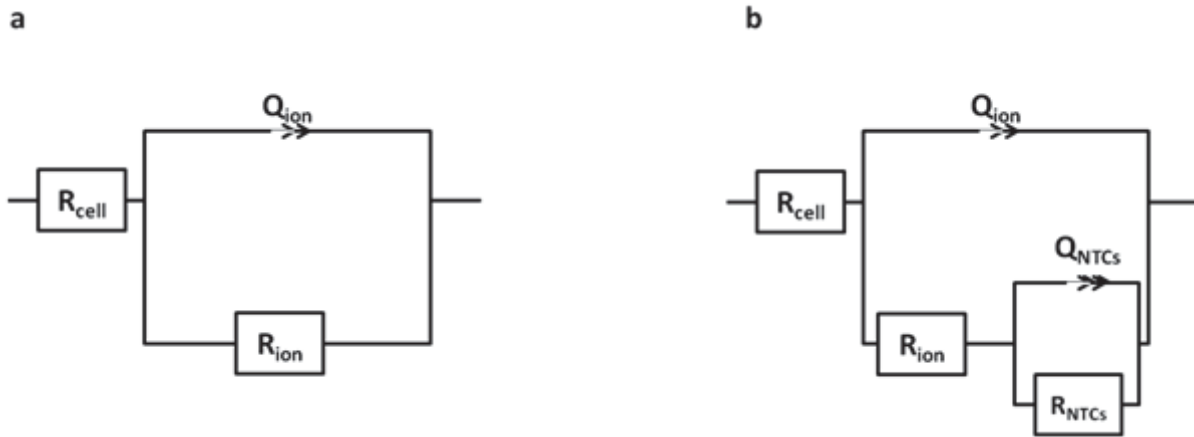 a
b
Q_ion
Q_ion
R_cell
R_cell
Q_NTCs
R_ion
R_ion
R_NTCs